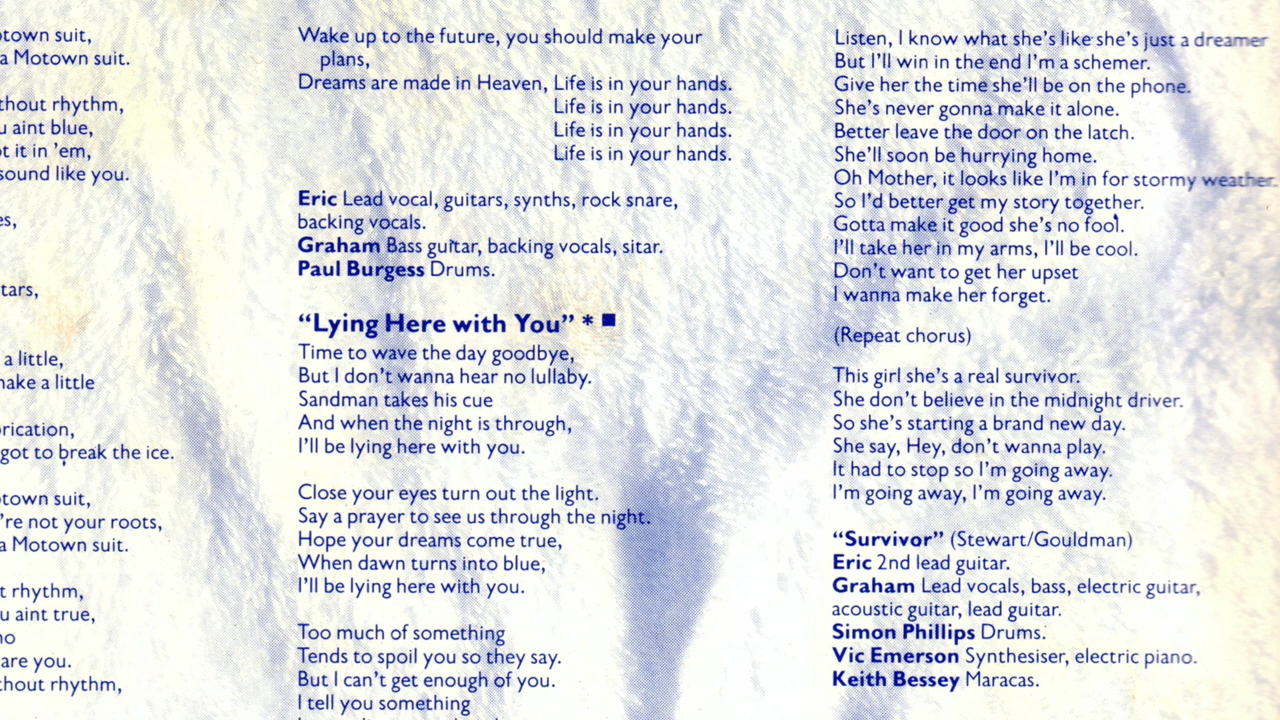 otown suit,
a Motown suit.
thout rhythm,
u aint blue,
ot it in 'em,
sound like you.
es,
tars,
a little,
nake a little
rication,
got to break the ice.
otown suit,
're not your roots,
a Motown suit.
t rhythm,
u aint true,
no
are you.
thout rhythm,
Wake up to the future, you should make your
plans,
Dreams are made in Heaven, Life is in your hands.
Life is in your hands.
Life is in your hands.
Life is in your hands.
Eric Lead vocal, guitars, synths, rock snare,
backing vocals.
Graham Bass guitar, backing vocals, sitar.
Paul Burgess Drums.
"Lying Here with You" * ■
Time to wave the day goodbye,
But I don't wanna hear no lullaby.
Sandman takes his cue
And when the night is through,
I'll be lying here with you.
Close your eyes turn out the light.
Say a prayer to see us through the night.
Hope your dreams come true,
When dawn turns into blue,
I'll be lying here with you.
Too much of something
Tends to spoil you so they say.
But I can't get enough of you.
I tell you something
Listen, I know what she's like she's just a dreamer
But I'll win in the end I'm a schemer.
Give her the time she'll be on the phone.
She's never gonna make it alone.
Better leave the door on the latch.
She'll soon be hurrying home.
Oh Mother, it looks like I'm in for stormy weather.
So I'd better get my story together.
Gotta make it good she's no fool.
I'll take her in my arms, I'll be cool.
Don't want to get her upset
I wanna make her forget.
(Repeat chorus)
This girl she's a real survivor.
She don't believe in the midnight driver.
So she's starting a brand new day.
She say, Hey, don't wanna play.
It had to stop so I'm going away.
I'm going away, I'm going away.
"Survivor" (Stewart/Gouldman)
Eric 2nd lead guitar.
Graham Lead vocals, bass, electric guitar,
acoustic guitar, lead guitar.
Simon Phillips Drums.
Vic Emerson Synthesiser, electric piano.
Keith Bessey Maracas.